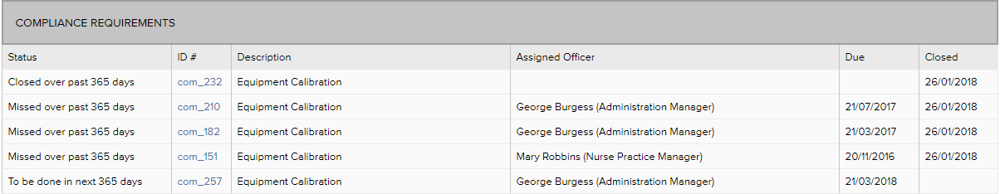 COMPLIANCE REQUIREMENTS
Status ID # Description Assigned Officer Due Closed
Closed over past 365 days com_232 Equipment Calibration 26/01/2018
Missed over past 365 days com_210 Equipment Calibration George Burgess (Administration Manager) 21/07/2017 26/01/2018
Missed over past 365 days com_182 Equipment Calibration George Burgess (Administration Manager) 21/03/2017 26/01/2018
Missed over past 365 days com_151 Equipment Calibration Mary Robbins (Nurse Practice Manager) 20/11/2016 26/01/2018
To be done in next 365 days com_257 Equipment Calibration George Burgess (Administration Manager) 21/03/2018